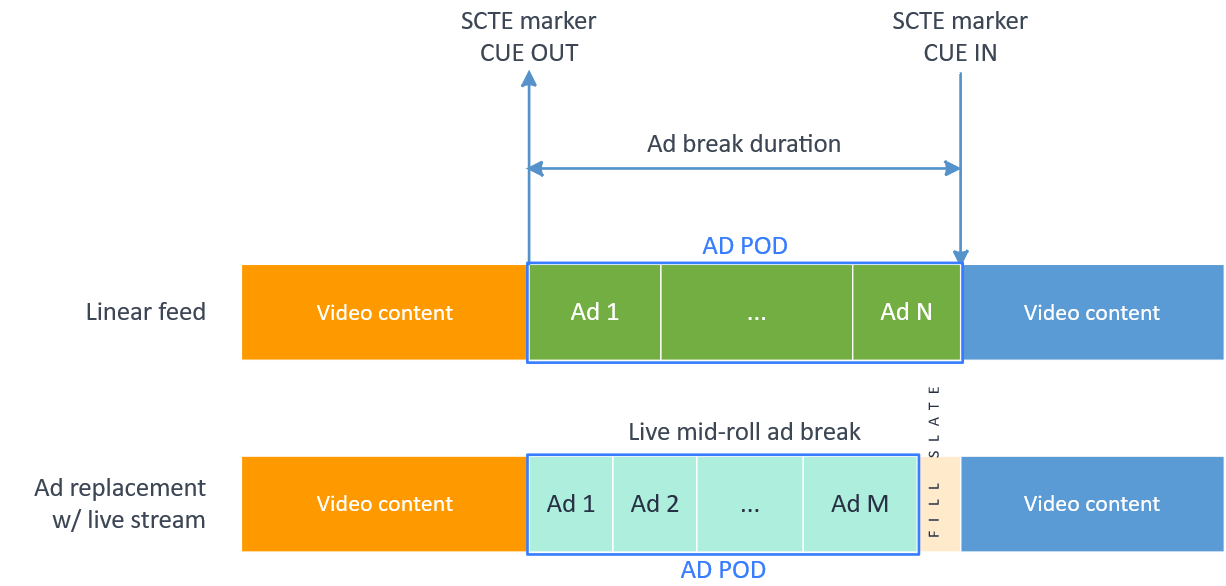 SCTE marker
CUE OUT
SCTE marker
CUE IN
Ad break duration
AD POD
Linear feed
Video content
Ad 1
...
Ad N
Video content
Live mid-roll ad break
FILL SLATE
Ad replacement
w/ live stream
Video content
Ad 1
Ad 2
...
Ad M
Video content
AD POD